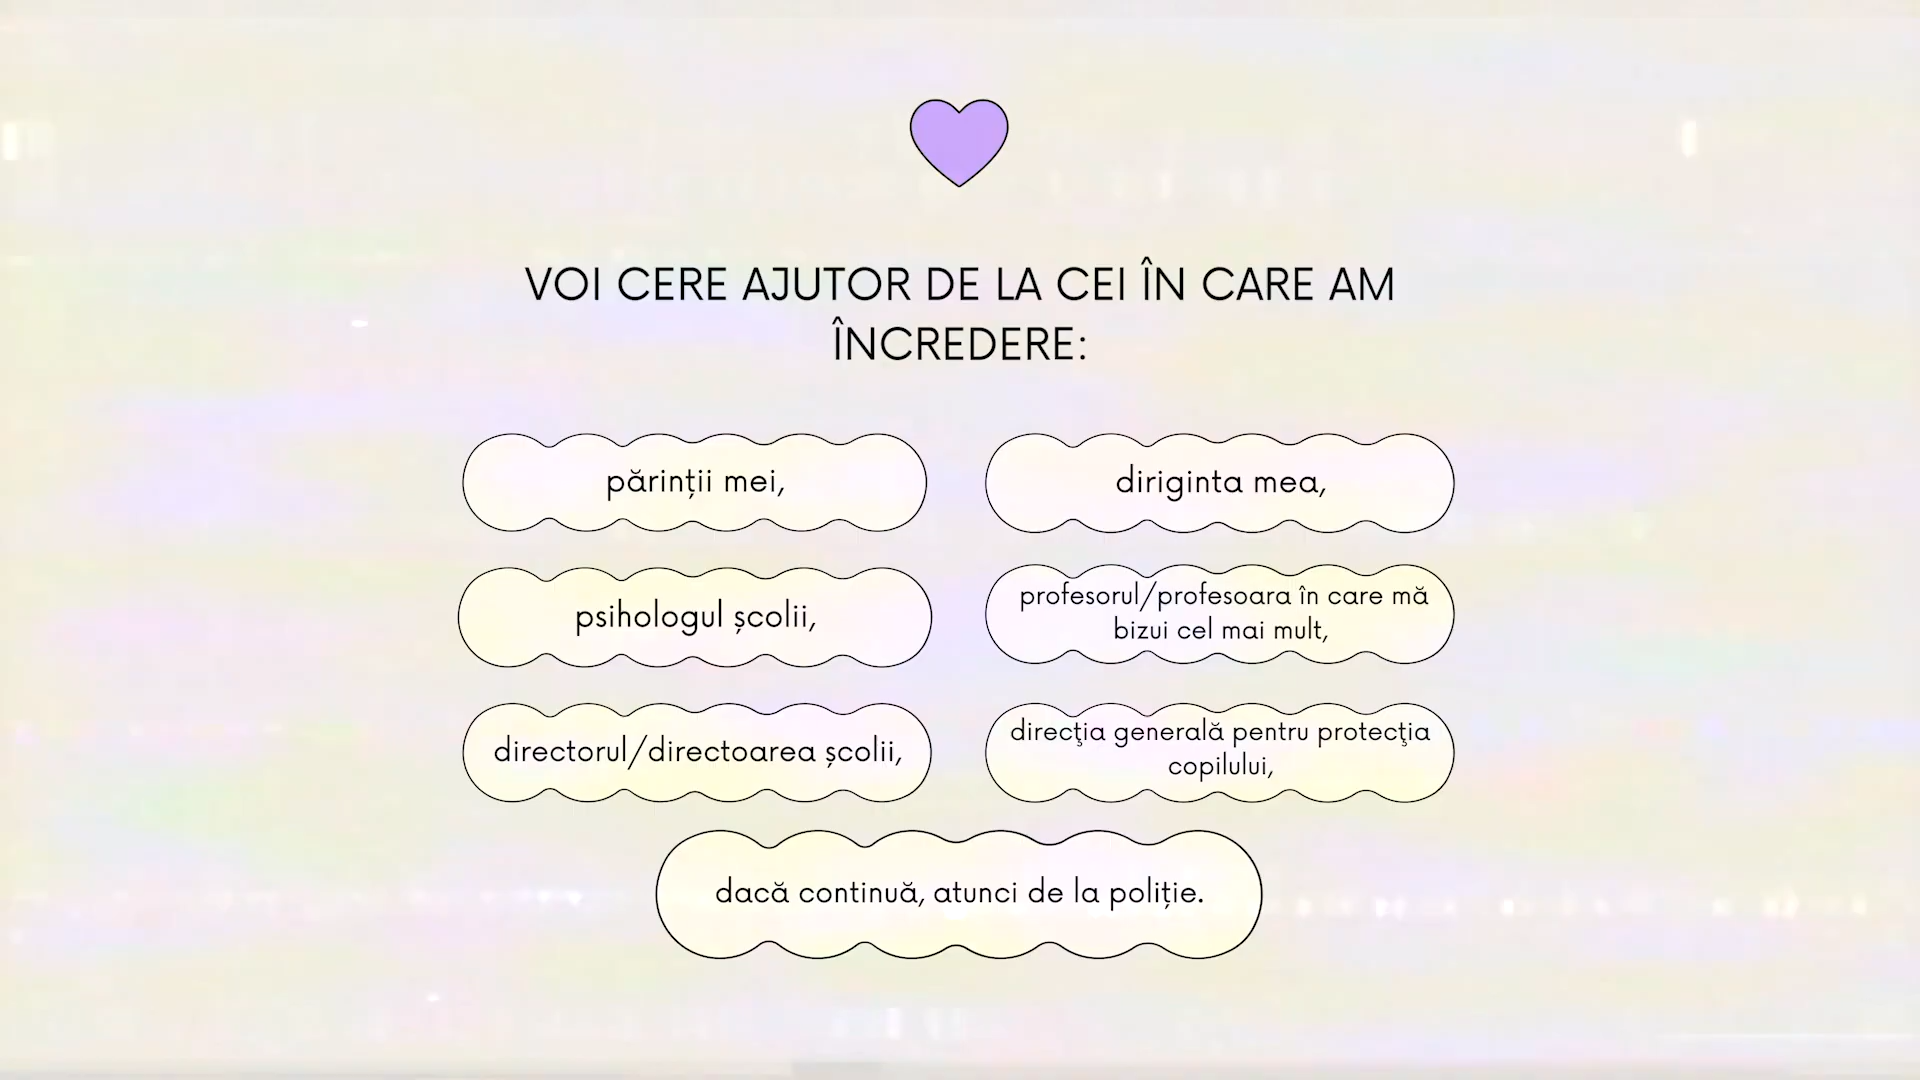 VOI CERE AJUTOR DE LA CEI ÎN CARE AM
ÎNCREDERE:
părinții mei,
diriginta mea,
psihologul școlii,
profesorul/profesoara în care mă
bizui cel mai mult,
directorul/directoarea școlii,
direcţia generală pentru protecţia
copilului,
dacă continuă, atunci de la poliție.